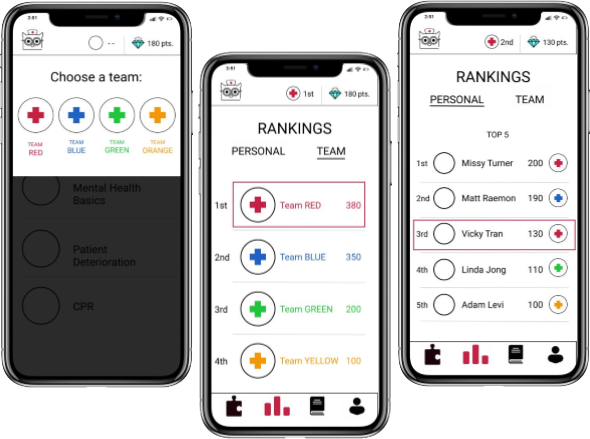 3:51
-- 180 pts.
Choose a team:
TEAM RED
TEAM BLUE
TEAM GREEN
TEAM ORANGE
Mental Health
Basics
Patient
Deterioration
CPR
3:51
1st 180 pts.
RANKINGS
PERSONAL TEAM
1st Team RED 380
2nd Team BLUE 350
3rd Team GREEN 200
4th Team YELLOW 100
3:51
2nd 130 pts.
RANKINGS
PERSONAL TEAM
TOP 5
1st Missy Turner 200
2nd Matt Raemon 190
3rd Vicky Tran 130
4th Linda Jong 110
5th Adam Levi 100